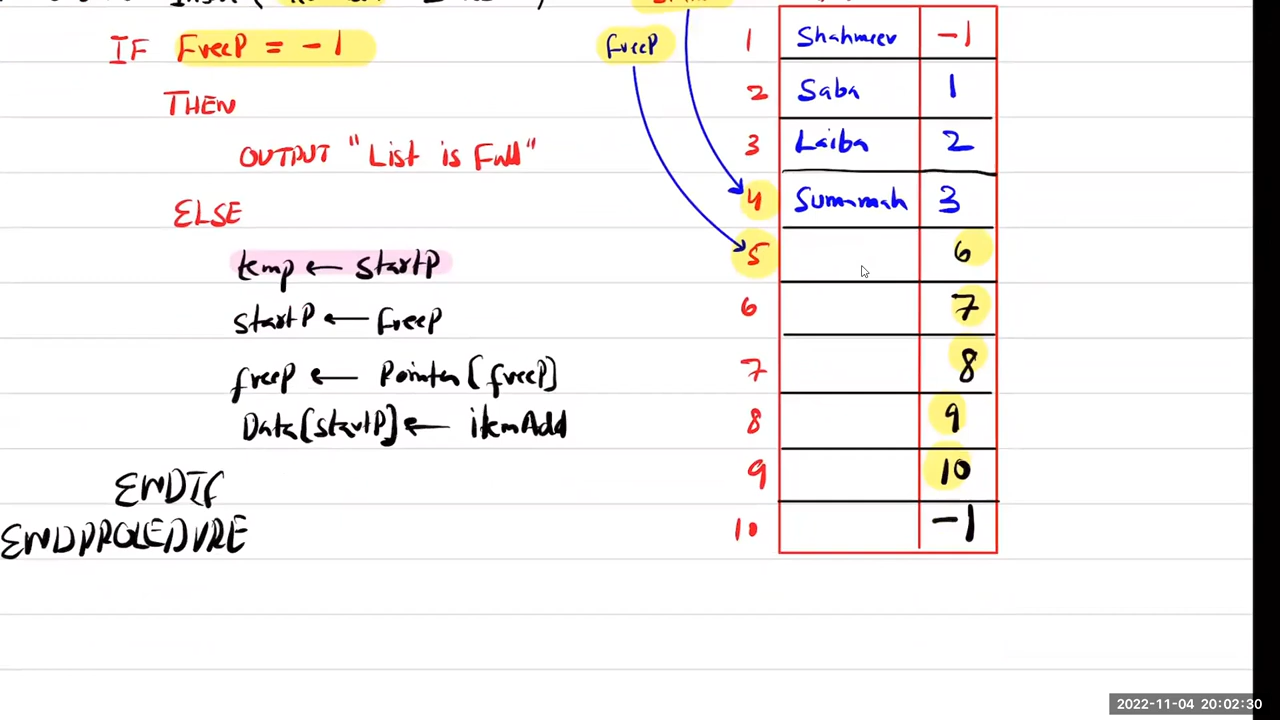 IF FreeP = -1
THEN
OUTPUT "List is Full"
ELSE
temp ← startP
startP ← freeP
freeP ← Pointer[freeP]
Data[startP] ← itemAdd
ENDIF
ENDPROCEDURE
freeP
1 Shahmeer -1
2 Saba 1
3 Laiba 2
4 Sumamah 3
5 6
6 7
7 8
8 9
9 10
10 -1
2022-11-04 20:02:30